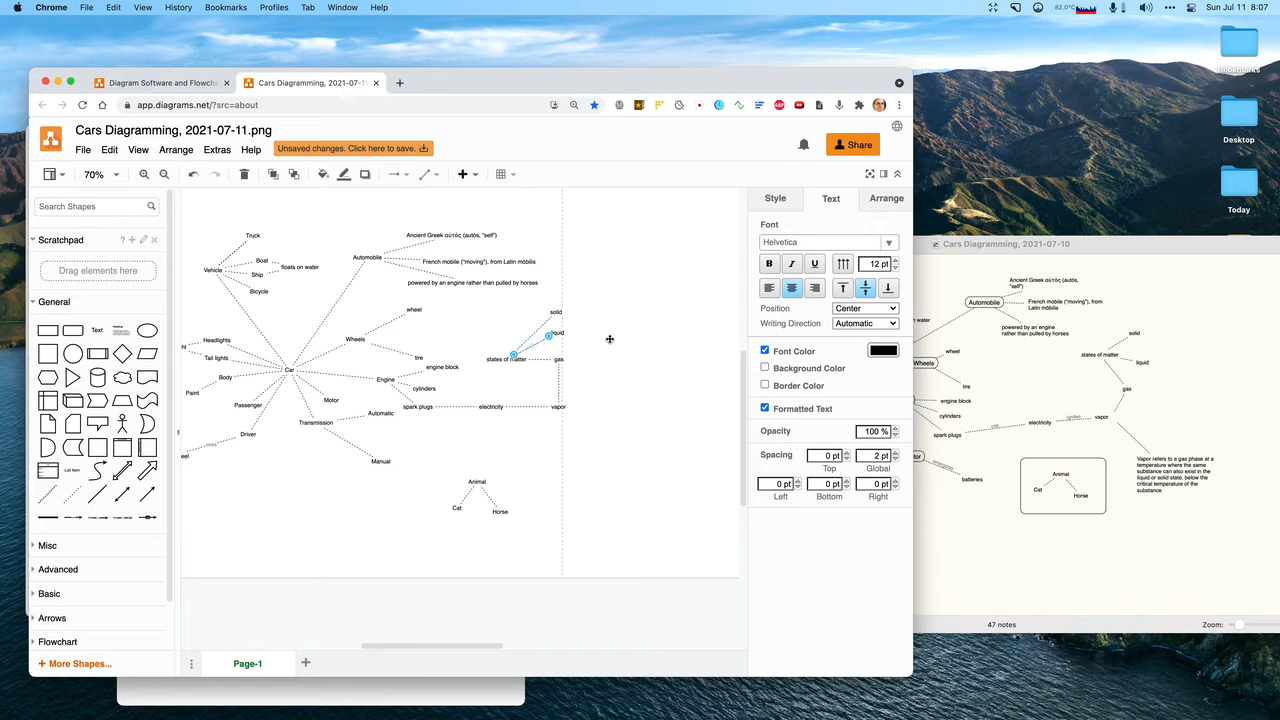 Chrome File Edit View History Bookmarks Profiles Tab Window Help
82.0°C Sun Jul 11 8:07
Diagram Software and Flowcha
Cars Diagramming, 2021-07-1
app.diagrams.net/?src=about
Cars Diagramming, 2021-07-11.png
File Edit View Arrange Extras Help
Unsaved changes. Click here to save.
Share
70%
Search Shapes
Scratchpad
Drag elements here
General
Text
Heading
List Item
Misc
Advanced
Basic
Arrows
Flowchart
+ More Shapes...
Truck
Vehicle
Boat
Ship
floats on water
Bicycle
Automobile
Ancient Greek αὐτός (autós, "self")
French mobile ("moving"), from Latin mōbilis
powered by an engine rather than pulled by horses
wheel
Wheels
tire
Headlights
ht
Tail lights
Body
Paint
Passenger
Driver
uses
eel
Car
Motor
Engine
engine block
cylinders
spark plugs
Transmission
Automatic
Manual
solid
liquid
states of matter
gas
electricity
vapor
Animal
Cat
Horse
Page-1
Style Text Arrange
Font
Helvetica
B I U
12 pt
Position Center
Writing Direction Automatic
Font Color
Background Color
Border Color
Formatted Text
Opacity 100 %
Spacing 0 pt 2 pt
Top Global
0 pt 0 pt 0 pt
Left Bottom Right
Bookmarks
Desktop
Today
Cars Diagramming, 2021-07-10
Ancient Greek αὐτός (autós,
"self")
Automobile
French mobile ("moving"), from
Latin mōbilis
n water
powered by an engine
rather than pulled by horses
wheel
Wheels
tire
engine block
cylinders
spark plugs
use
electricity
ignites
vapor
solid
states of matter
liquid
gas
tor
batteries
Vapor refers to a gas phase at a
temperature where the same
substance can also exist in the
liquid or solid state, below the
critical temperature of the
substance
Animal
Cat
Horse
47 notes
Zoom: